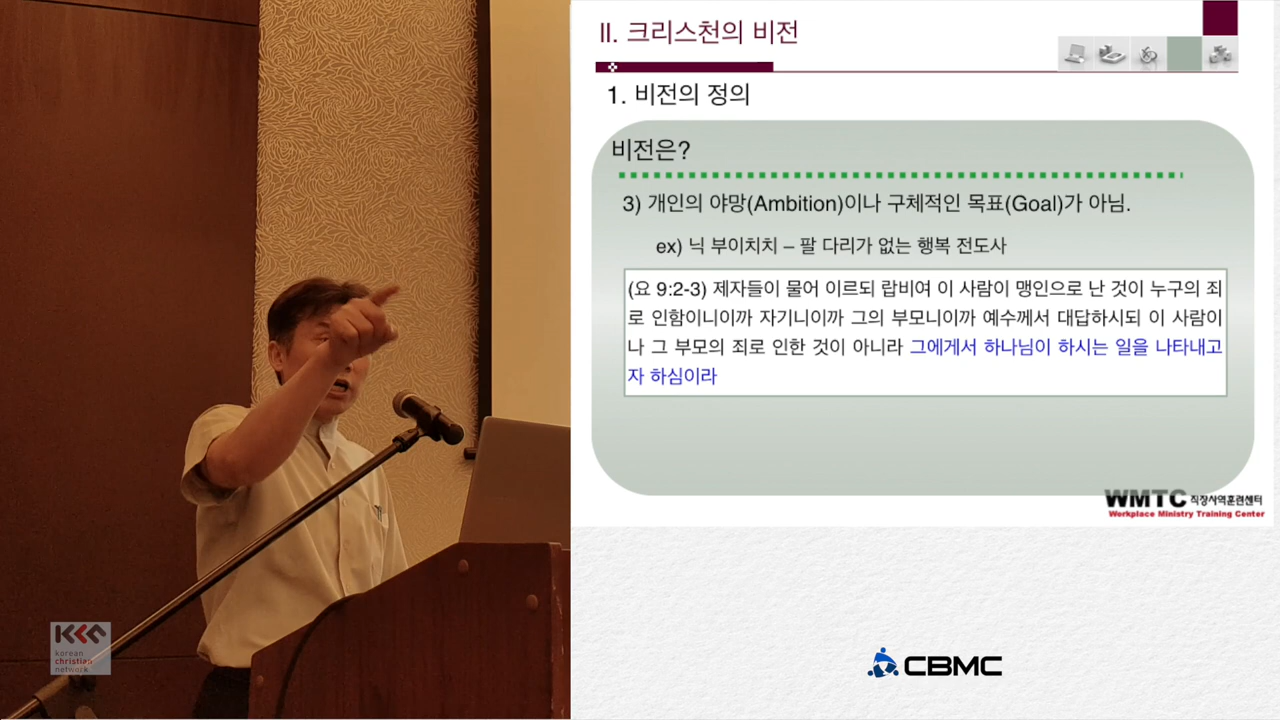 II. 크리스천의 비전
1. 비전의 정의
비전은?
3) 개인의 야망(Ambition)이나 구체적인 목표(Goal)가 아님.
ex) 닉 부이치치 – 팔 다리가 없는 행복 전도사
(요 9:2-3) 제자들이 물어 이르되 랍비여 이 사람이 맹인으로 난 것이 누구의 죄
로 인함이니이까 자기니이까 그의 부모니이까 예수께서 대답하시되 이 사람이
나 그 부모의 죄로 인한 것이 아니라 그에게서 하나님이 하시는 일을 나타내고
자 하심이라
WMTC 직장사역훈련센터
Workplace Ministry Training Center
CBMC
KCN
korean
christian
network